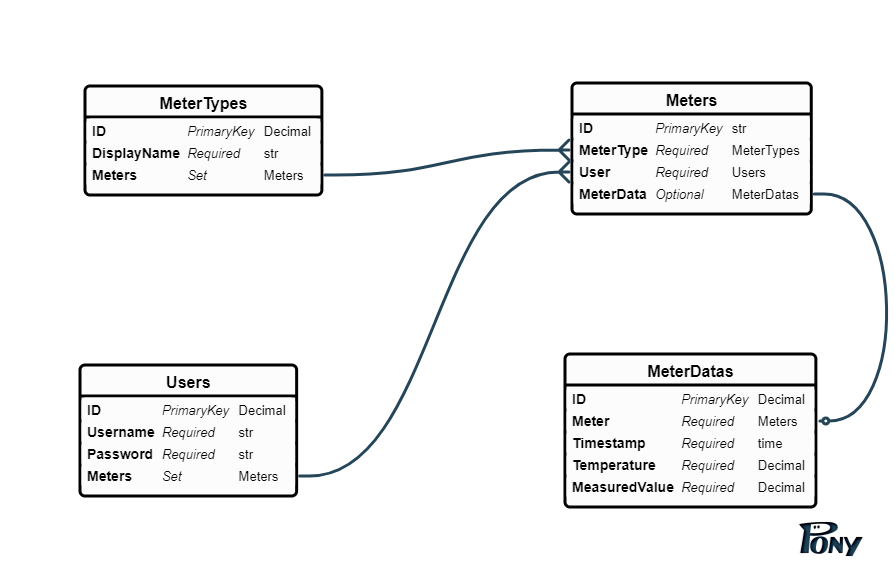 MeterTypes
ID PrimaryKey Decimal
DisplayName Required str
Meters Set Meters
Meters
ID PrimaryKey str
MeterType Required MeterTypes
User Required Users
MeterData Optional MeterDatas
Users
ID PrimaryKey Decimal
Username Required str
Password Required str
Meters Set Meters
MeterDatas
ID PrimaryKey Decimal
Meter Required Meters
Timestamp Required time
Temperature Required Decimal
MeasuredValue Required Decimal
PONY